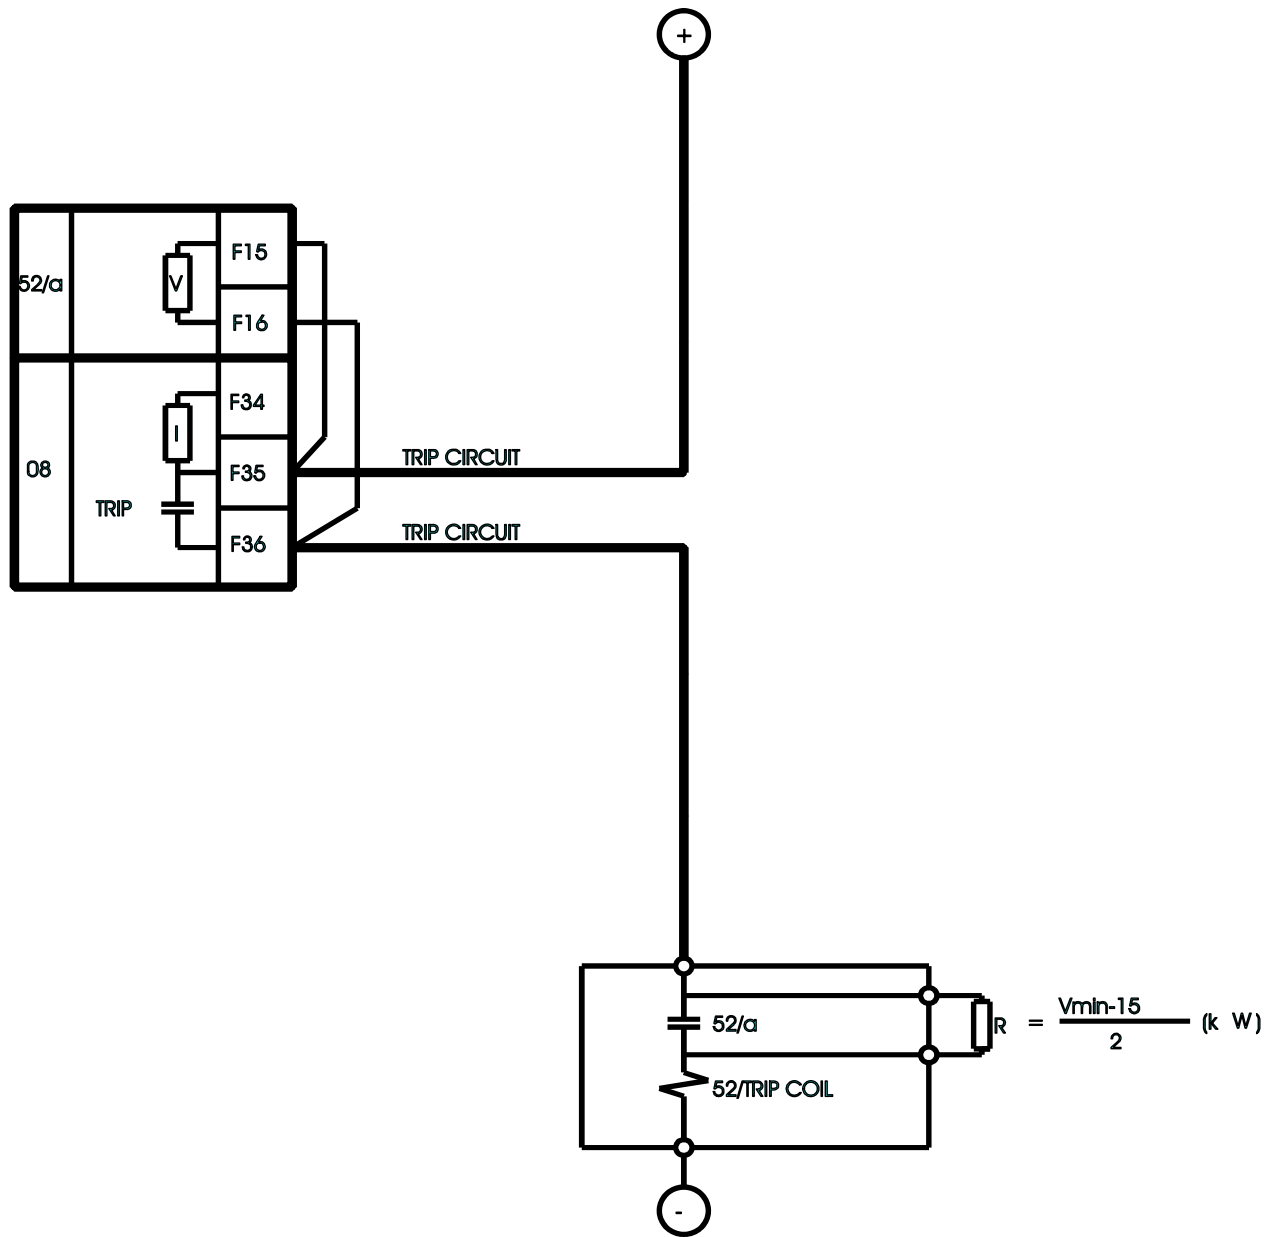 +
F15
52/a
V
F16
F34
I
TRIP CIRCUIT
08
F35
TRIP
TRIP CIRCUIT
F36
52/a
R = Vmin-15
2
(k W)
52/TRIP COIL
-